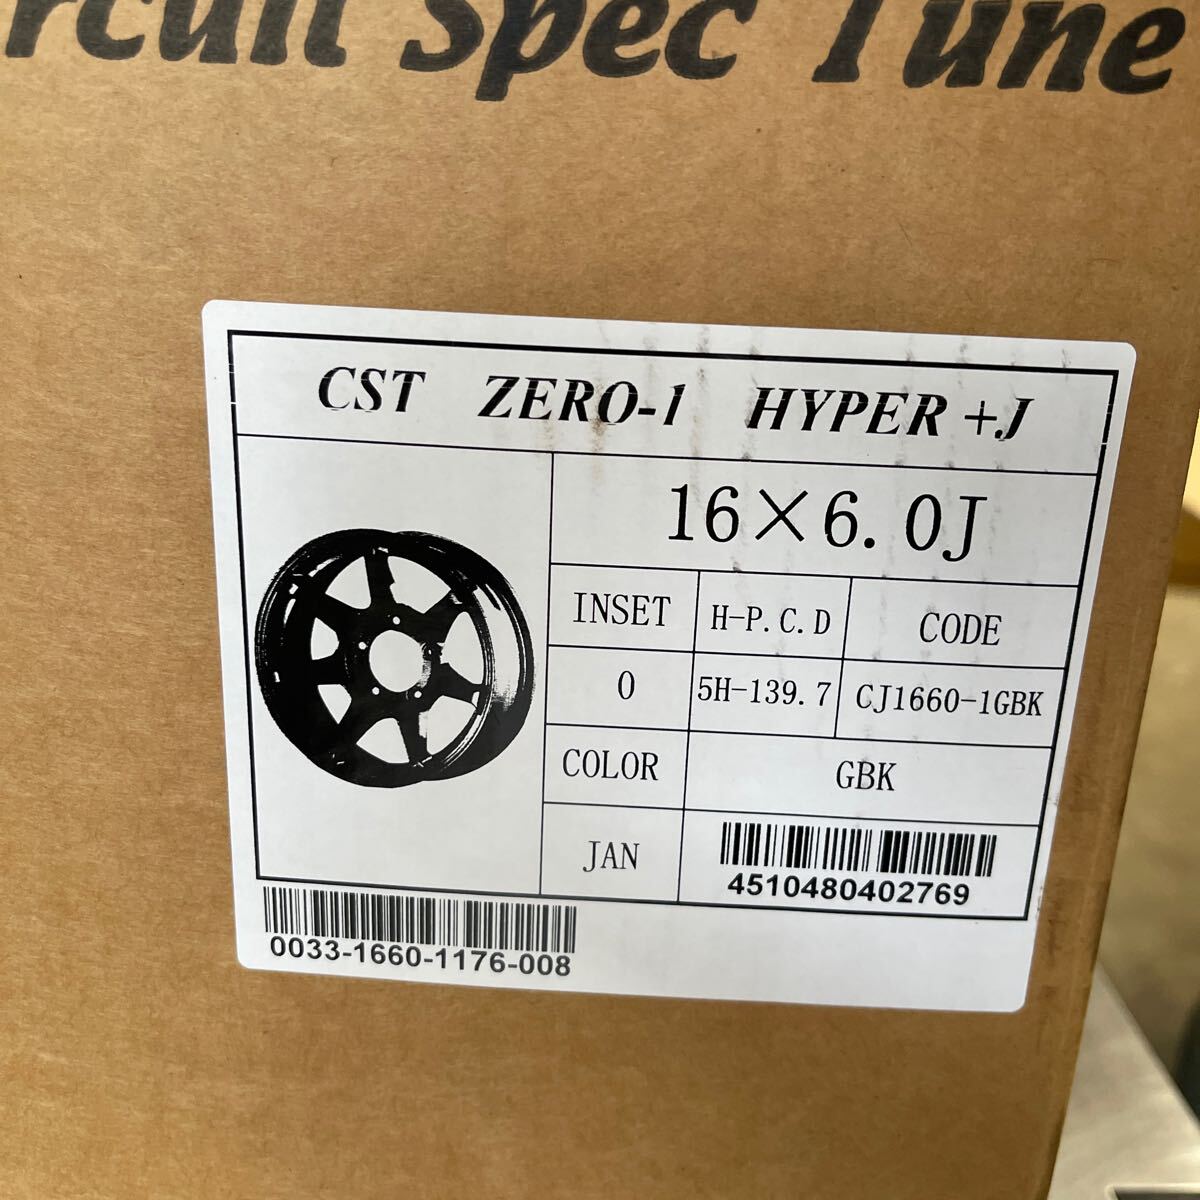 Spec Tune
CST ZERO-1 HYPER +J
16×6.0J
INSET H-P.C.D CODE
0 5H-139.7 CJ1660-1GBK
COLOR GBK
JAN
4510480402769
0033-1660-1176-008